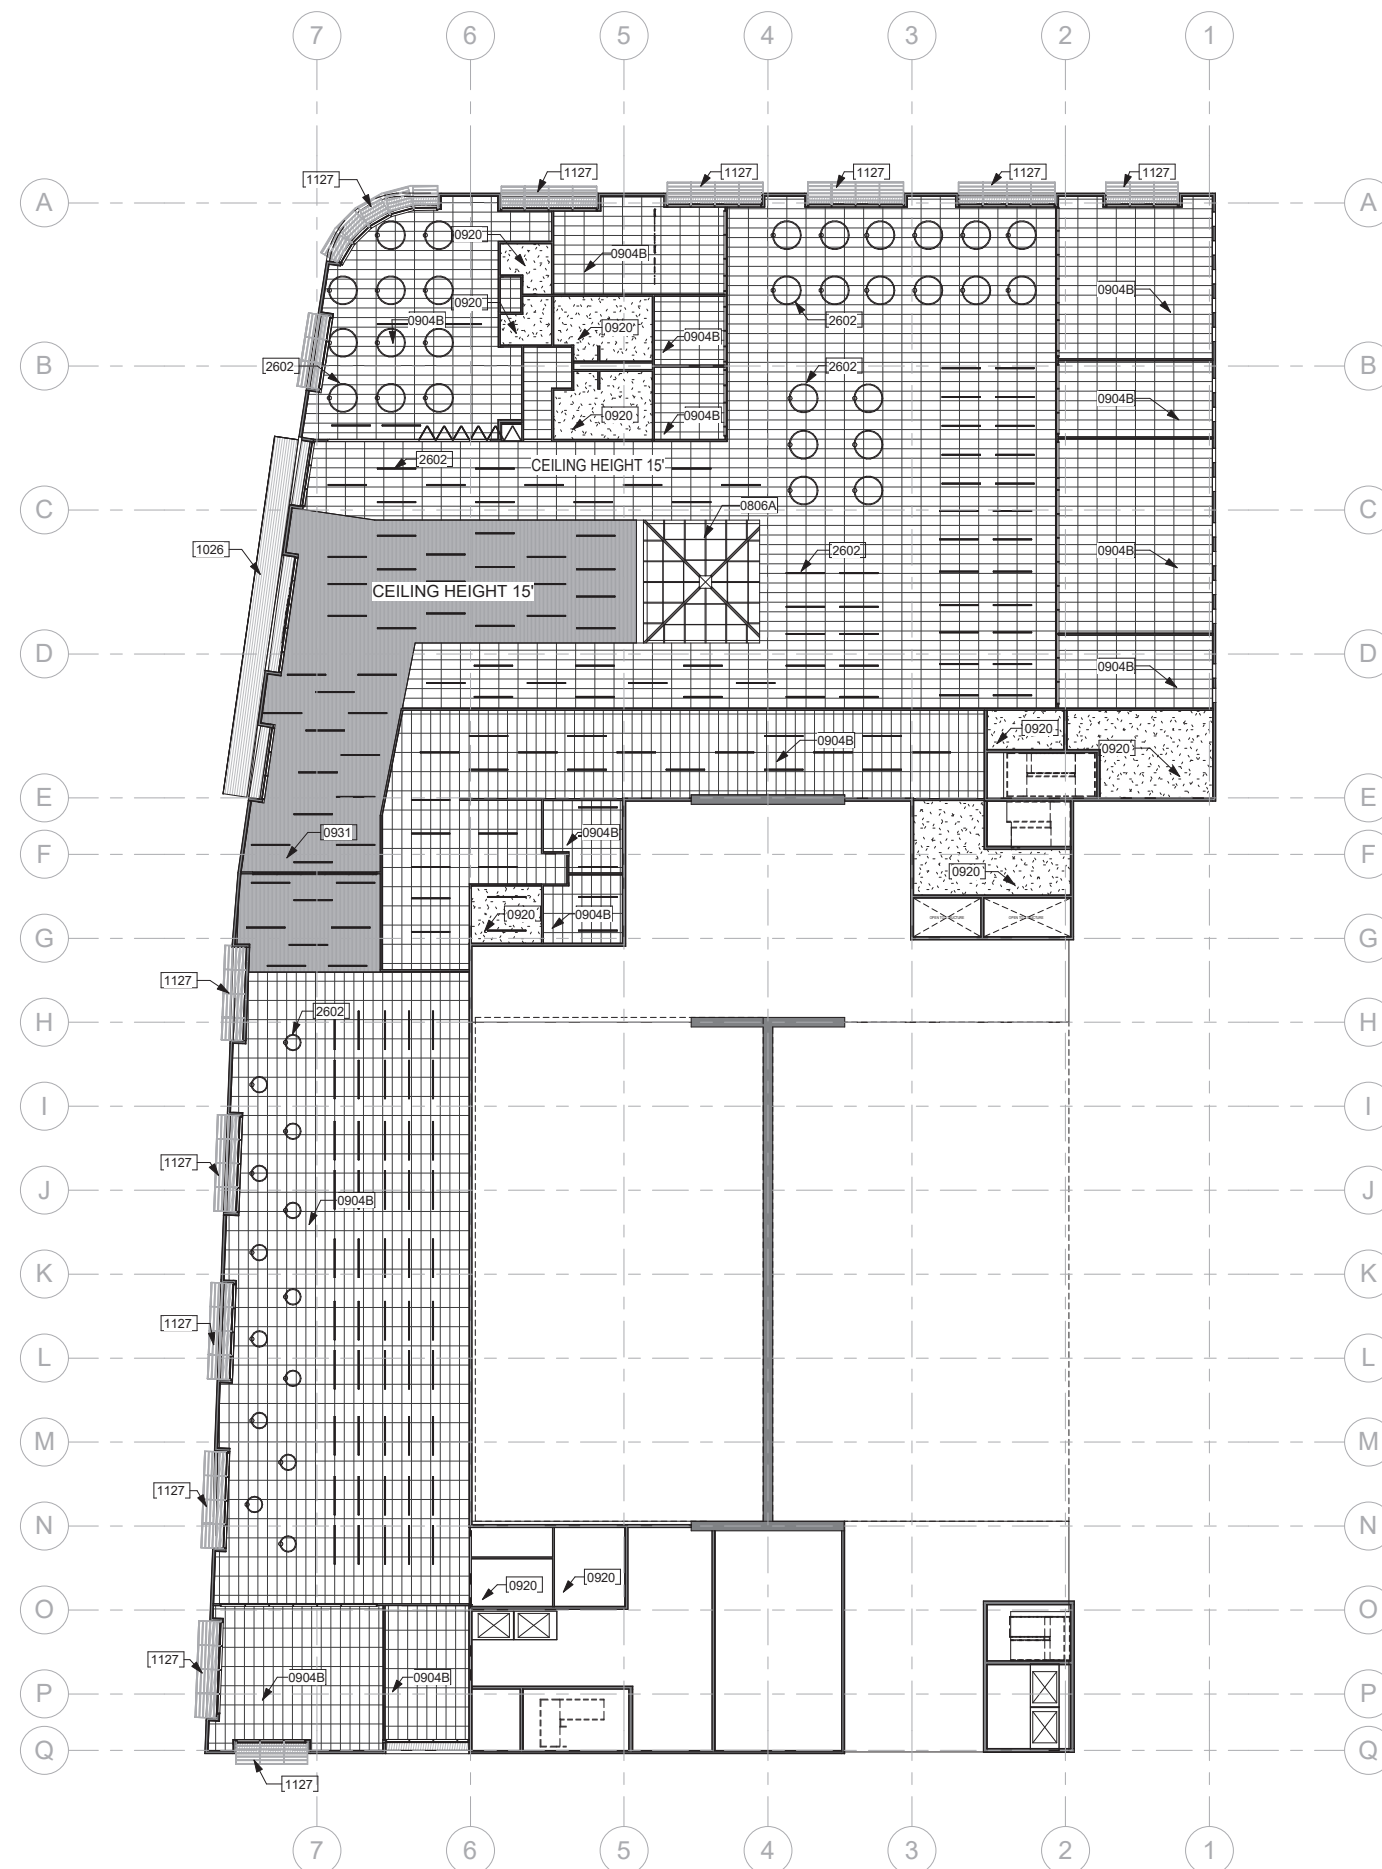 7 6 5 4 3 2 1
1127 1127 1127 1127 1127
1127
A A
0920 0904B
0904B
0920
0904B 0920 2602
0904B
2602 2602
B B
0904B
0920 0904B
2602 CEILING HEIGHT 15'
0806A
C C
1026 2602 0904B
CEILING HEIGHT 15'
D D
0904B
0920
0904B 0920
E E
0931 0904B
F F
0920
0920 0904B
G G
1127
2602
H H
I I
1127
J J
0904B
K K
1127
L L
M M
1127
N N
0920 0920
O O
1127
0904B 0904B
P P
Q Q
1127
7 6 5 4 3 2 1